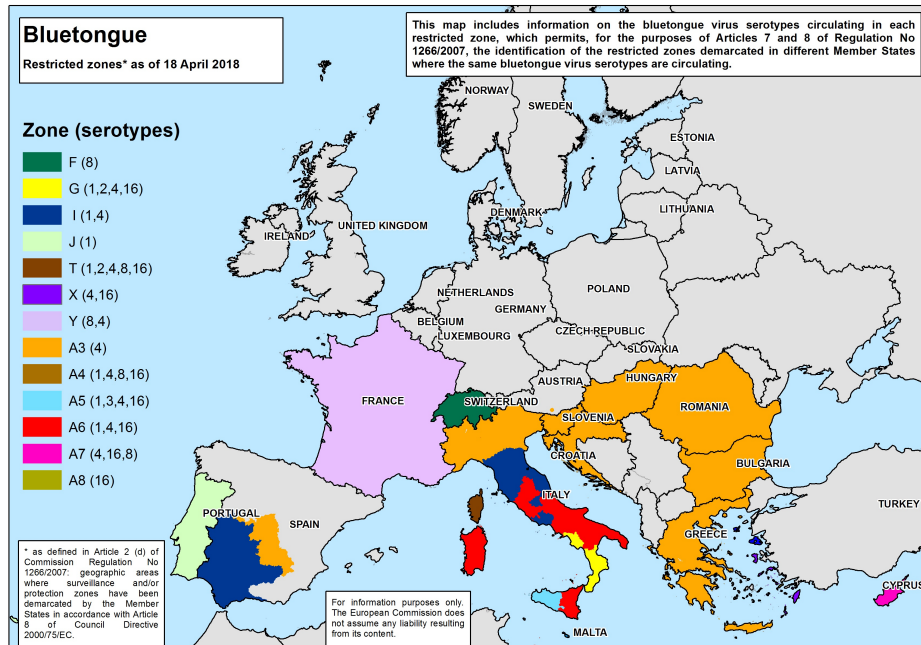 Bluetongue
Restricted zones* as of 18 April 2018
This map includes information on the bluetongue virus serotypes circulating in each
restricted zone, which permits, for the purposes of Articles 7 and 8 of Regulation No
1266/2007, the identification of the restricted zones demarcated in different Member States
where the same bluetongue virus serotypes are circulating.
Zone (serotypes)
F (8)
G (1,2,4,16)
I (1,4)
J (1)
T (1,2,4,8,16)
X (4,16)
Y (8,4)
A3 (4)
A4 (1,4,8,16)
A5 (1,3,4,16)
A6 (1,4,16)
A7 (4,16,8)
A8 (16)
NORWAY
SWEDEN
ESTONIA
LATVIA
LITHUANIA
DENMARK
UNITED KINGDOM
IRELAND
NETHERLANDS
POLAND
GERMANY
BELGIUM
LUXEMBOURG
CZECH REPUBLIC
SLOVAKIA
AUSTRIA
HUNGARY
FRANCE
SWITZERLAND
ROMANIA
SLOVENIA
CROATIA
BULGARIA
ITALY
PORTUGAL
SPAIN
TURKEY
GREECE
CYPRUS
MALTA
* as defined in Article 2 (d) of
Commission Regulation No
1266/2007: geographic areas
where surveillance and/or
protection zones have been
demarcated by the Member
States in accordance with Article
8 of Council Directive
2000/75/EC.
For information purposes only.
The European Commission does
not assume any liability resulting
from its content.